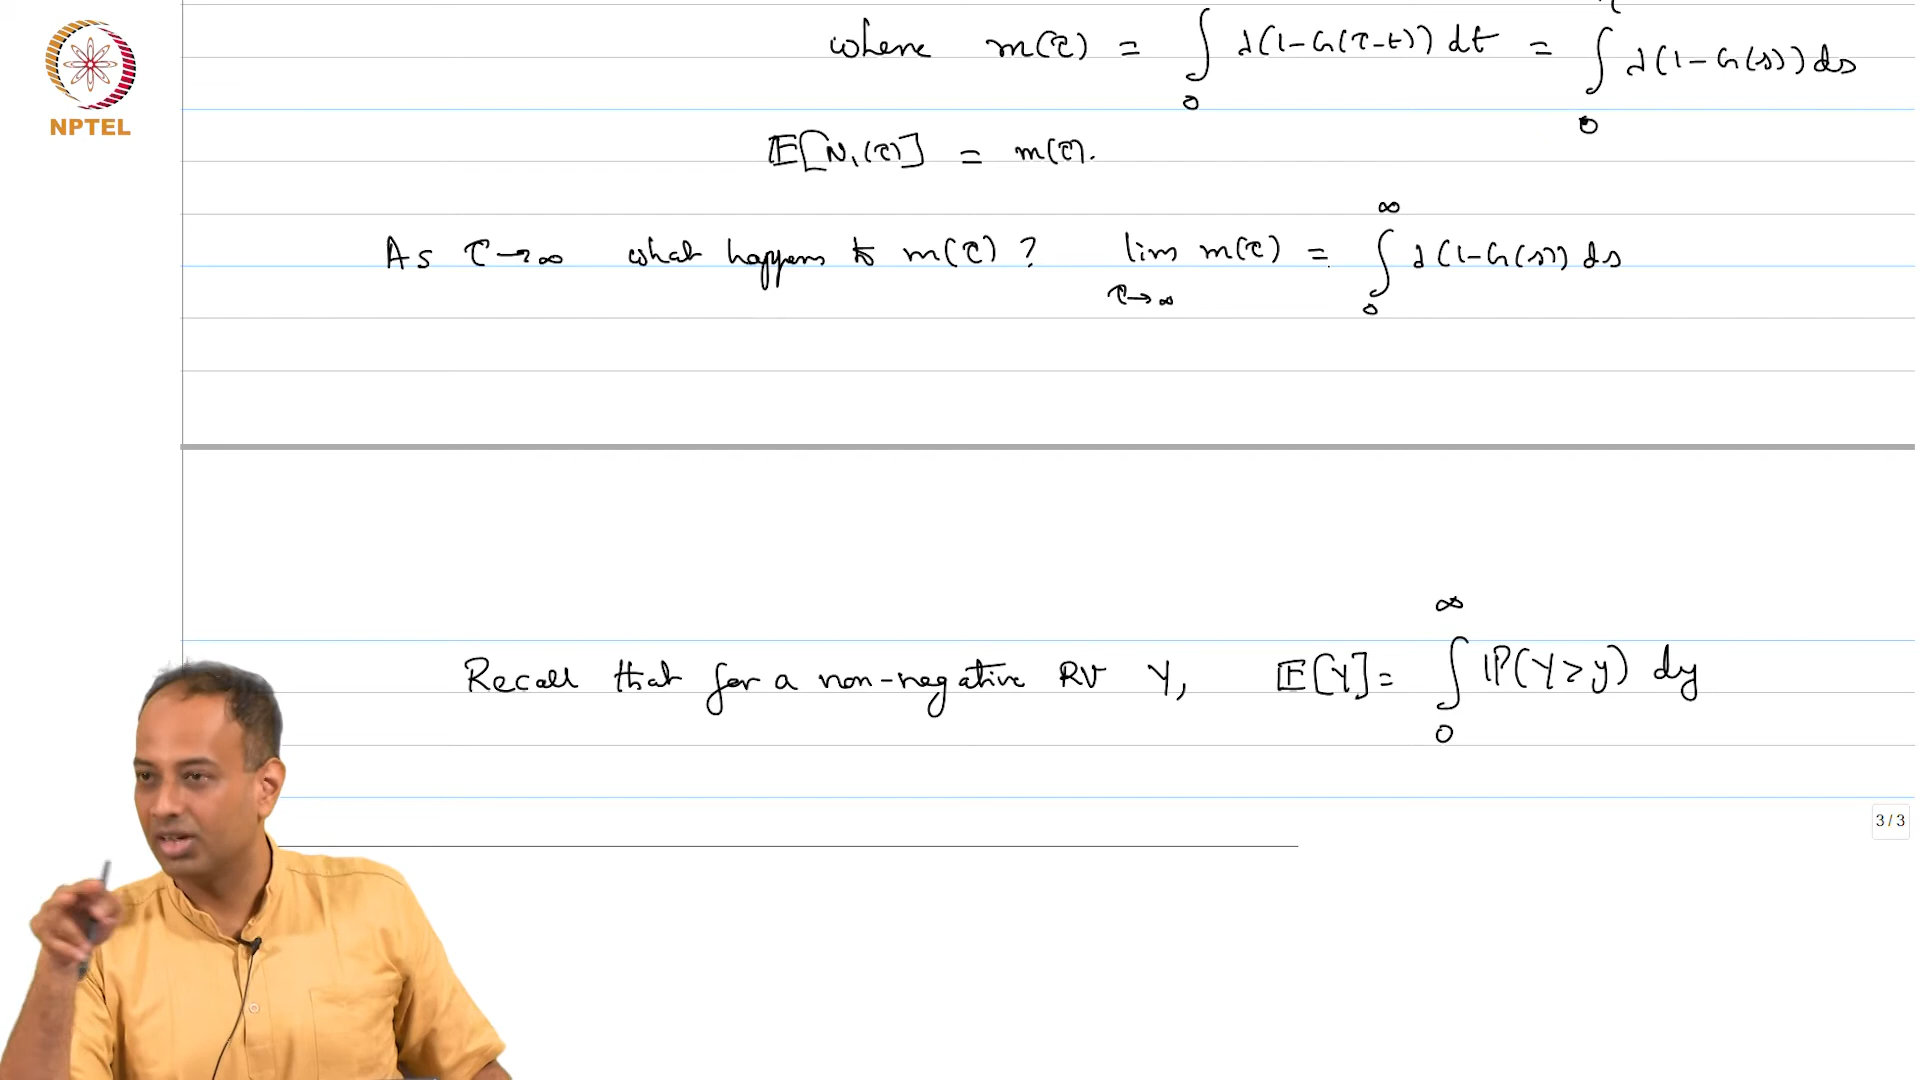 where m(τ) = ∫₀ λ(1-G(τ-t)) dt = ∫₀^τ λ(1-G(s)) ds
NPTEL
E[N₁(τ)] = m(τ).
As τ→∞ what happens to m(τ)? lim_{τ→∞} m(τ) = ∫₀^∞ λ(1-G(s)) ds
Recall that for a non-negative RV Y, E[Y] = ∫₀^∞ P(Y>y) dy
3 / 3